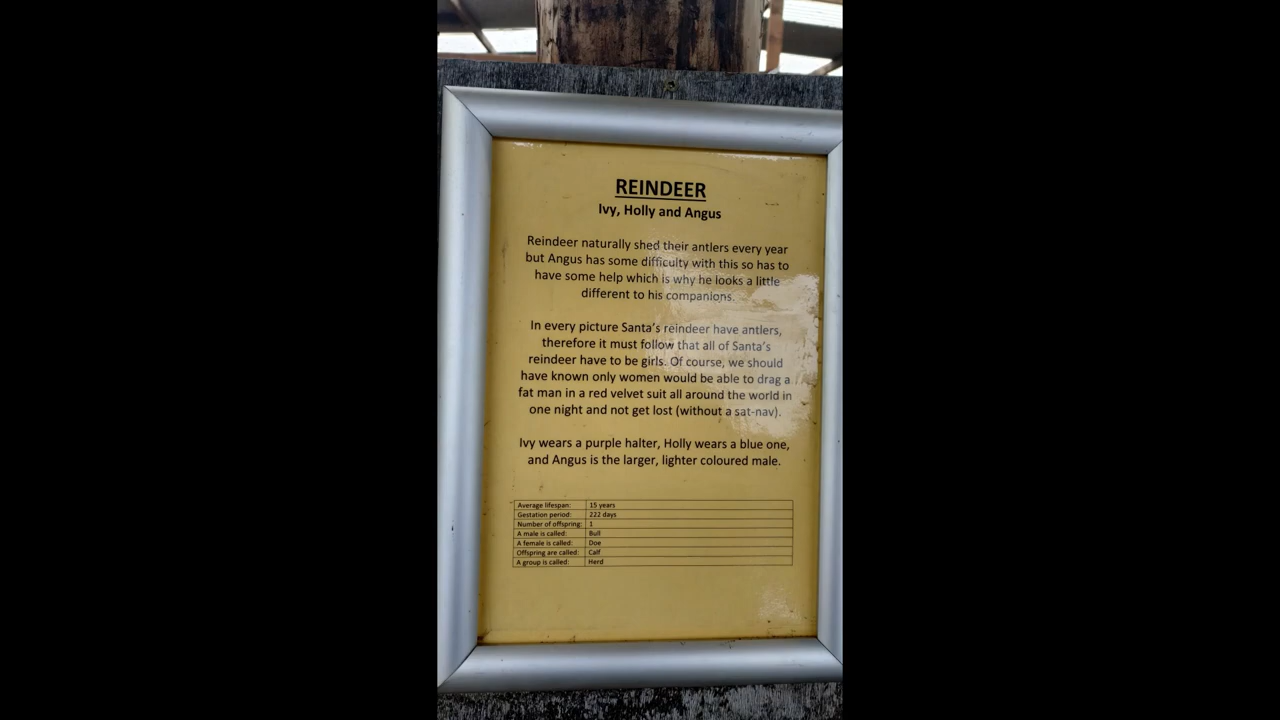 REINDEER
Ivy, Holly and Angus
Reindeer naturally shed their antlers every year
but Angus has some difficulty with this so has to
have some help which is why he looks a little
different to his companions.
In every picture Santa's reindeer have antlers,
therefore it must follow that all of Santa's
reindeer have to be girls. Of course, we should
have known only women would be able to drag a
fat man in a red velvet suit all around the world in
one night and not get lost (without a sat-nav).
Ivy wears a purple halter, Holly wears a blue one,
and Angus is the larger, lighter coloured male.
Average lifespan: 15 years
Gestation period: 222 days
Number of offspring: 1
A male is called: Bull
A female is called: Doe
Offspring are called: Calf
A group is called: Herd